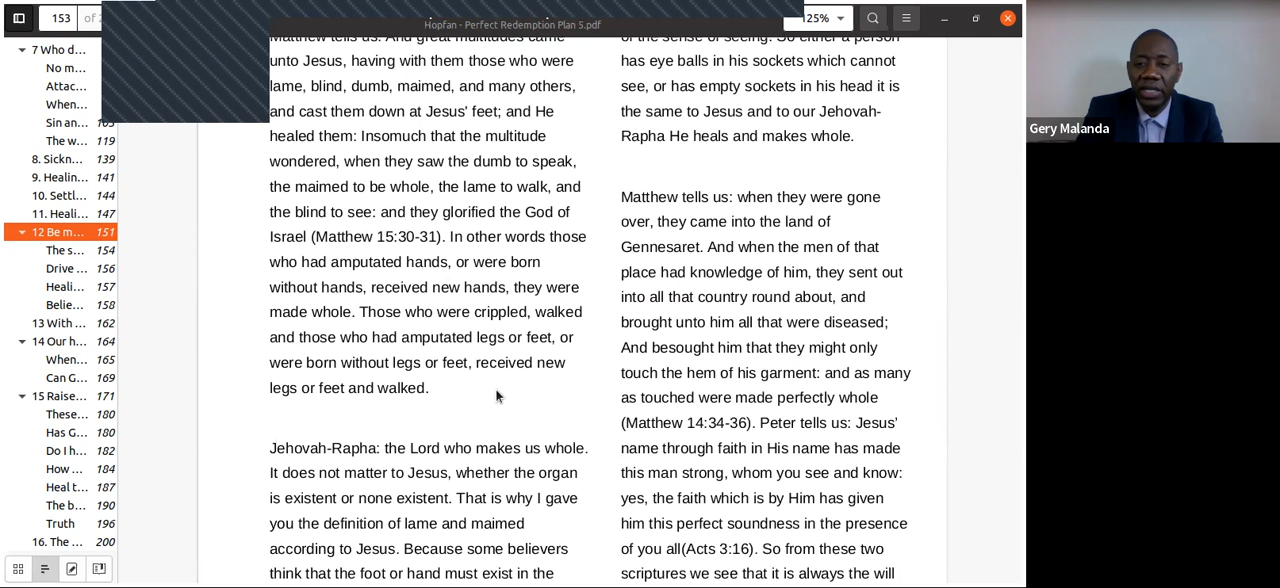 153
of 2
Hopfan - Perfect Redemption Plan 5.pdf
125%
7 Who d...
No m...
Attac...
When...
Sin an...
The w... 119
8. Sickn... 139
9. Healin... 141
10. Settl... 144
11. Heali... 147
12 Be m... 151
The s... 154
Drive ... 156
Heali... 157
Belie... 158
13 With ... 162
14 Our h... 164
When... 165
Can G... 169
15 Raise... 171
These... 180
Has G... 180
Do I h... 182
How ... 184
Heal t... 187
The b... 190
Truth 196
16. The ... 200
Matthew tells us: And great multitudes came
unto Jesus, having with them those who were
lame, blind, dumb, maimed, and many others,
and cast them down at Jesus' feet; and He
healed them: Insomuch that the multitude
wondered, when they saw the dumb to speak,
the maimed to be whole, the lame to walk, and
the blind to see: and they glorified the God of
Israel (Matthew 15:30-31). In other words those
who had amputated hands, or were born
without hands, received new hands, they were
made whole. Those who were crippled, walked
and those who had amputated legs or feet, or
were born without legs or feet, received new
legs or feet and walked.
Jehovah-Rapha: the Lord who makes us whole.
It does not matter to Jesus, whether the organ
is existent or none existent. That is why I gave
you the definition of lame and maimed
according to Jesus. Because some believers
think that the foot or hand must exist in the
of the sense of seeing. So either a person
has eye balls in his sockets which cannot
see, or has empty sockets in his head it is
the same to Jesus and to our Jehovah-
Rapha He heals and makes whole.
Matthew tells us: when they were gone
over, they came into the land of
Gennesaret. And when the men of that
place had knowledge of him, they sent out
into all that country round about, and
brought unto him all that were diseased;
And besought him that they might only
touch the hem of his garment: and as many
as touched were made perfectly whole
(Matthew 14:34-36). Peter tells us: Jesus'
name through faith in His name has made
this man strong, whom you see and know:
yes, the faith which is by Him has given
him this perfect soundness in the presence
of you all(Acts 3:16). So from these two
scriptures we see that it is always the will
Gery Malanda